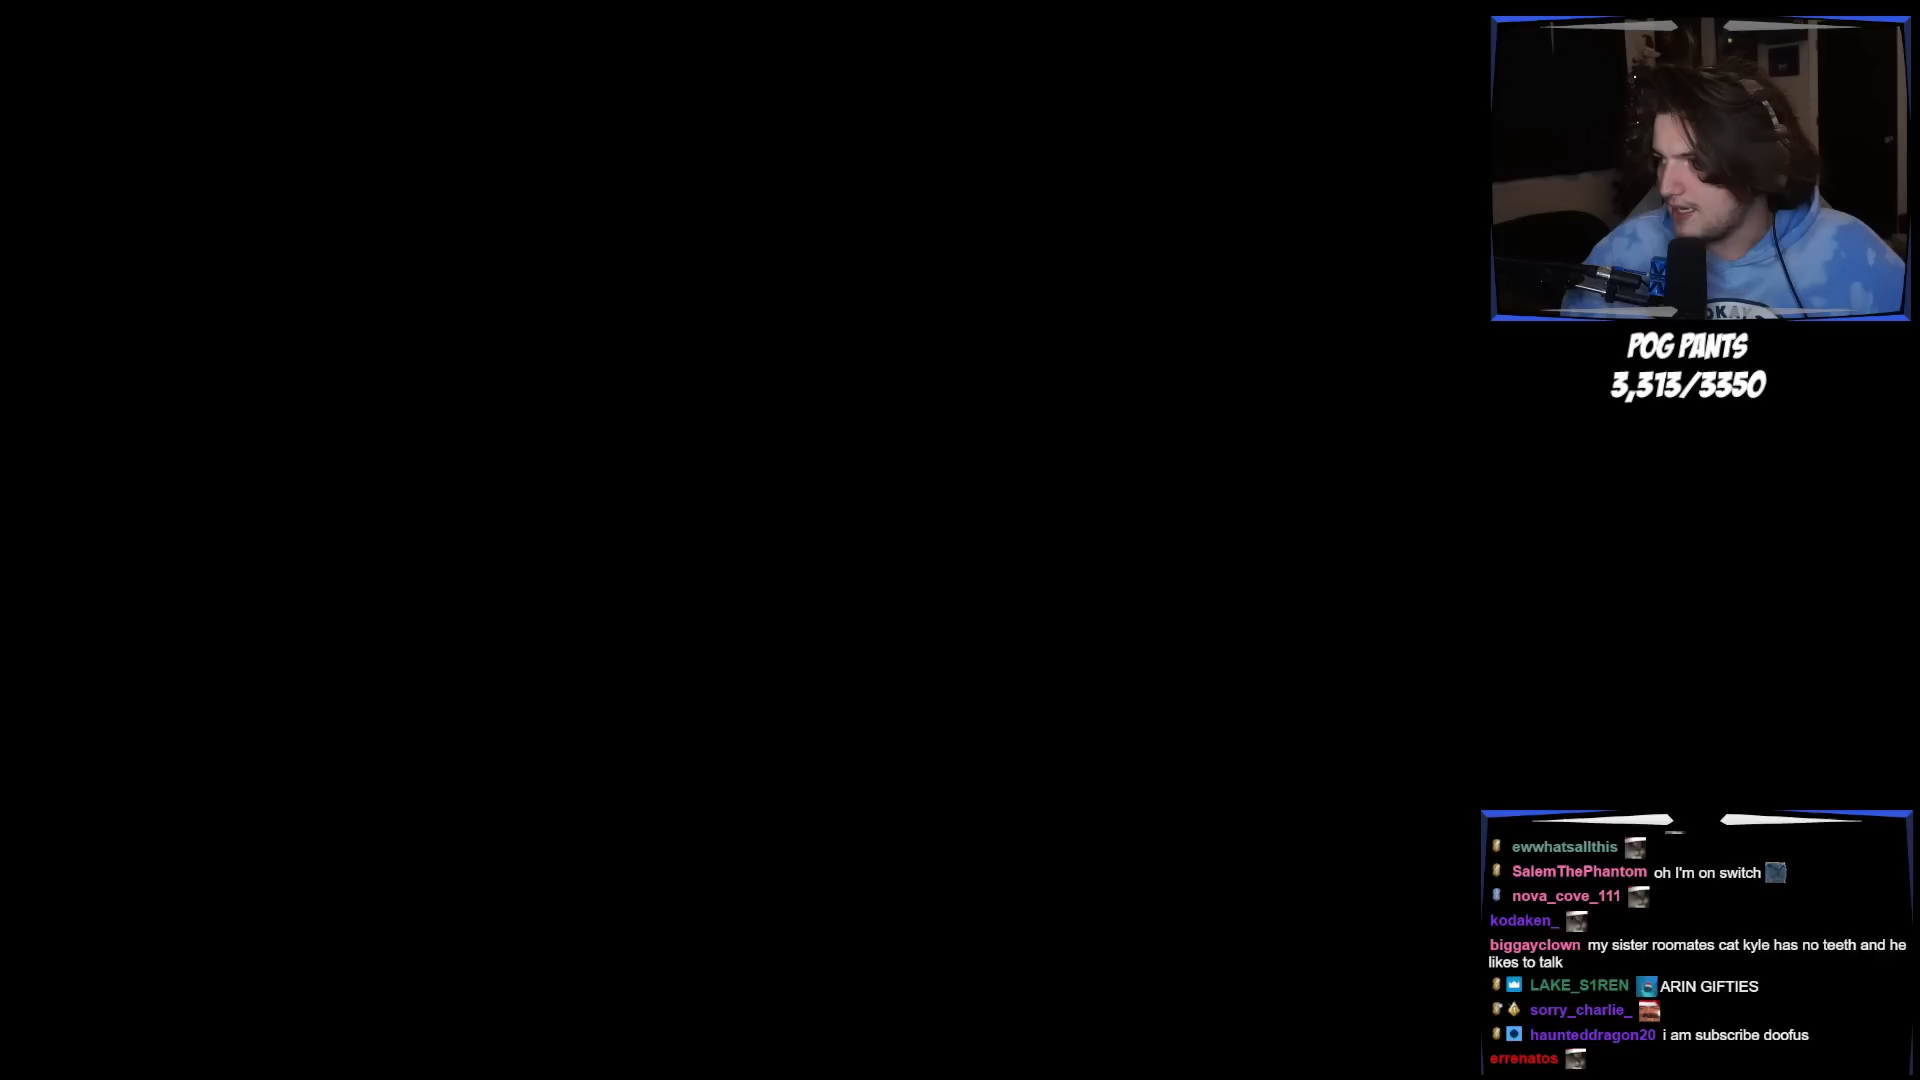 OKAY
POG PANTS
3,313/3350
ewwhatsallthis
SalemThePhantom oh I'm on switch
nova_cove_111
kodaken_
biggayclown my sister roomates cat kyle has no teeth and he
likes to talk
LAKE_S1REN ARIN GIFTIES
sorry_charlie_
haunteddragon20 i am subscribe doofus
errenatos